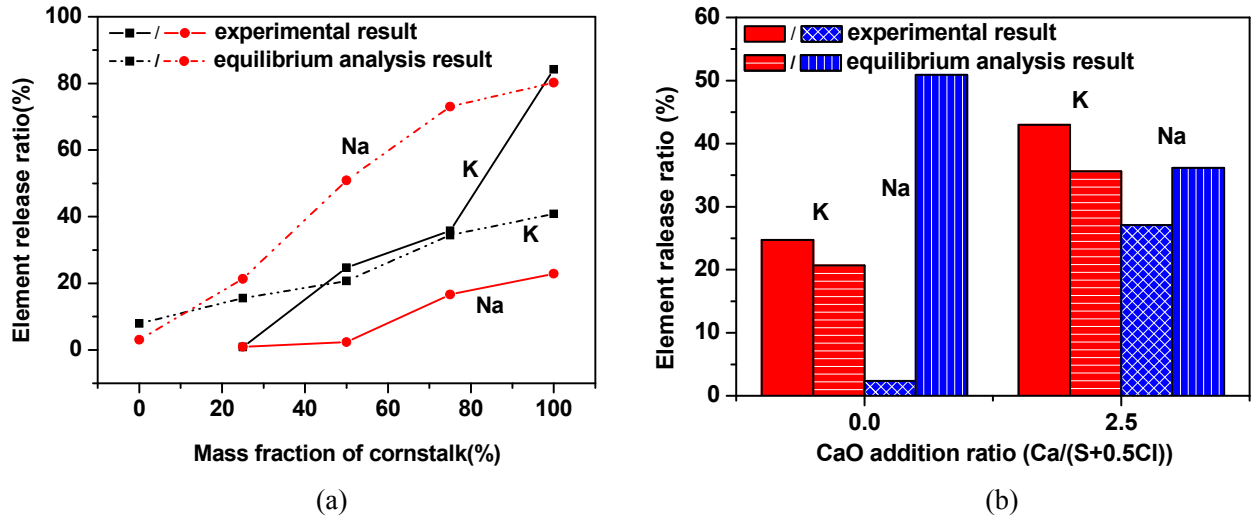 100
80
60
40
20
0
Element release ratio(%)
/ experimental result
/ equilibrium analysis result
Na
K
K
Na
0 20 40 60 80 100
Mass fraction of cornstalk(%)
(a)
60
50
40
30
20
10
0
Element ralease ratio (%)
/ experimental result
/ equilibrium analysis result
K
Na
K
Na
0.0 2.5
CaO addition ratio (Ca/(S+0.5Cl))
(b)